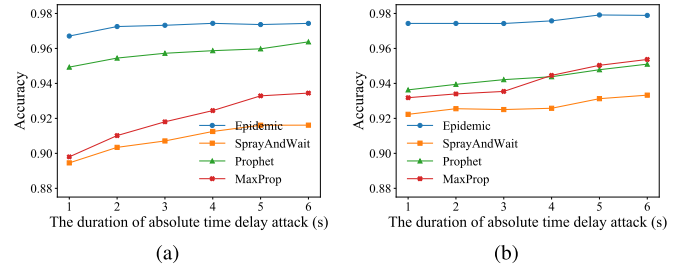 0.98
0.96
0.94
0.92
0.90
0.88
Accuracy
Epidemic
SprayAndWait
Prophet
MaxProp
1 2 3 4 5 6
The duration of absolute time delay attack (s)
(a)
0.98
0.96
0.94
0.92
0.90
0.88
Accuracy
Epidemic
SprayAndWait
Prophet
MaxProp
1 2 3 4 5 6
The duration of absolute time delay attack (s)
(b)